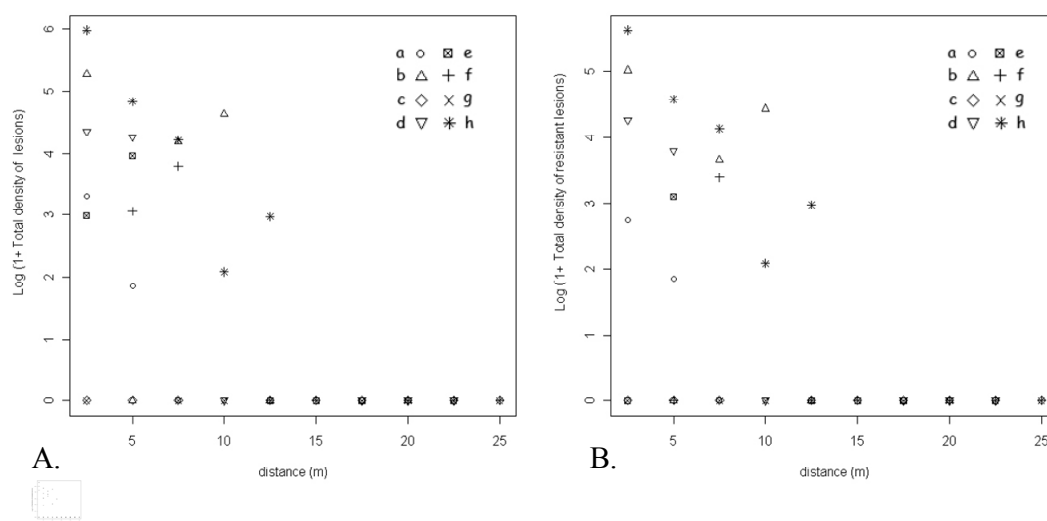 Log (1+ Total density of lesions)
6
5
4
3
2
1
0
a e
b f
c g
d h
5 10 15 20 25
distance (m)
A.
Log (1+ Total density of resistant lesions)
5
4
3
2
1
0
a e
b f
c g
d h
5 10 15 20 25
distance (m)
B.